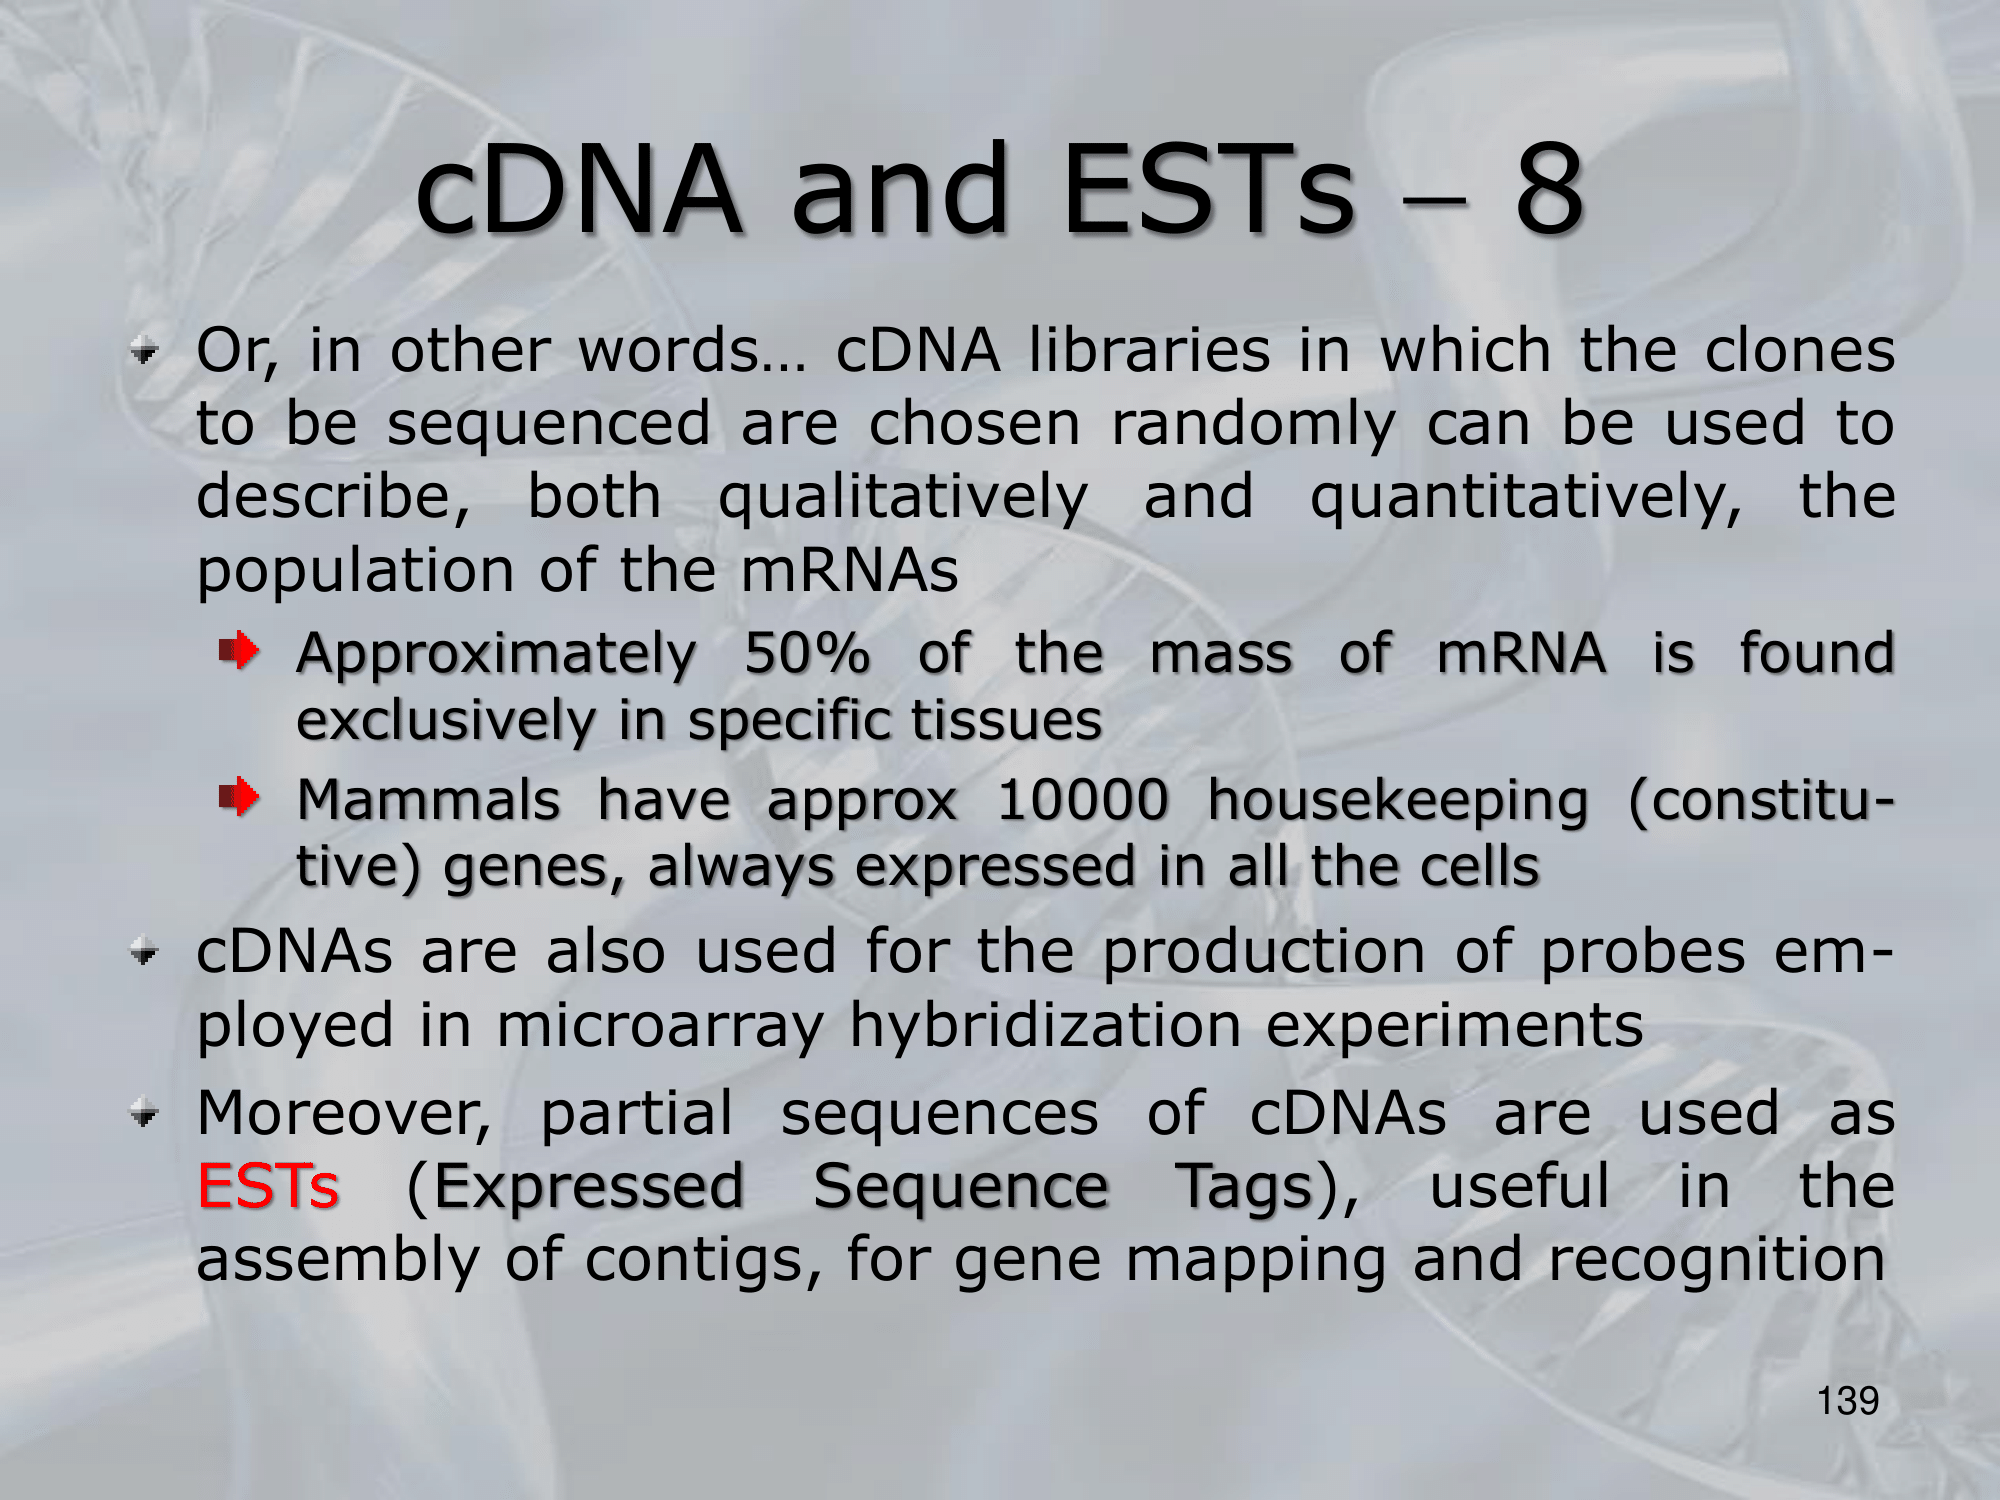 cDNA and ESTs – 8
Or, in other words… cDNA libraries in which the clones
to be sequenced are chosen randomly can be used to
describe, both qualitatively and quantitatively, the
population of the mRNAs
Approximately 50% of the mass of mRNA is found
exclusively in specific tissues
Mammals have approx 10000 housekeeping (constitu-
tive) genes, always expressed in all the cells
cDNAs are also used for the production of probes em-
ployed in microarray hybridization experiments
Moreover, partial sequences of cDNAs are used as
ESTs (Expressed Sequence Tags), useful in the
assembly of contigs, for gene mapping and recognition
139